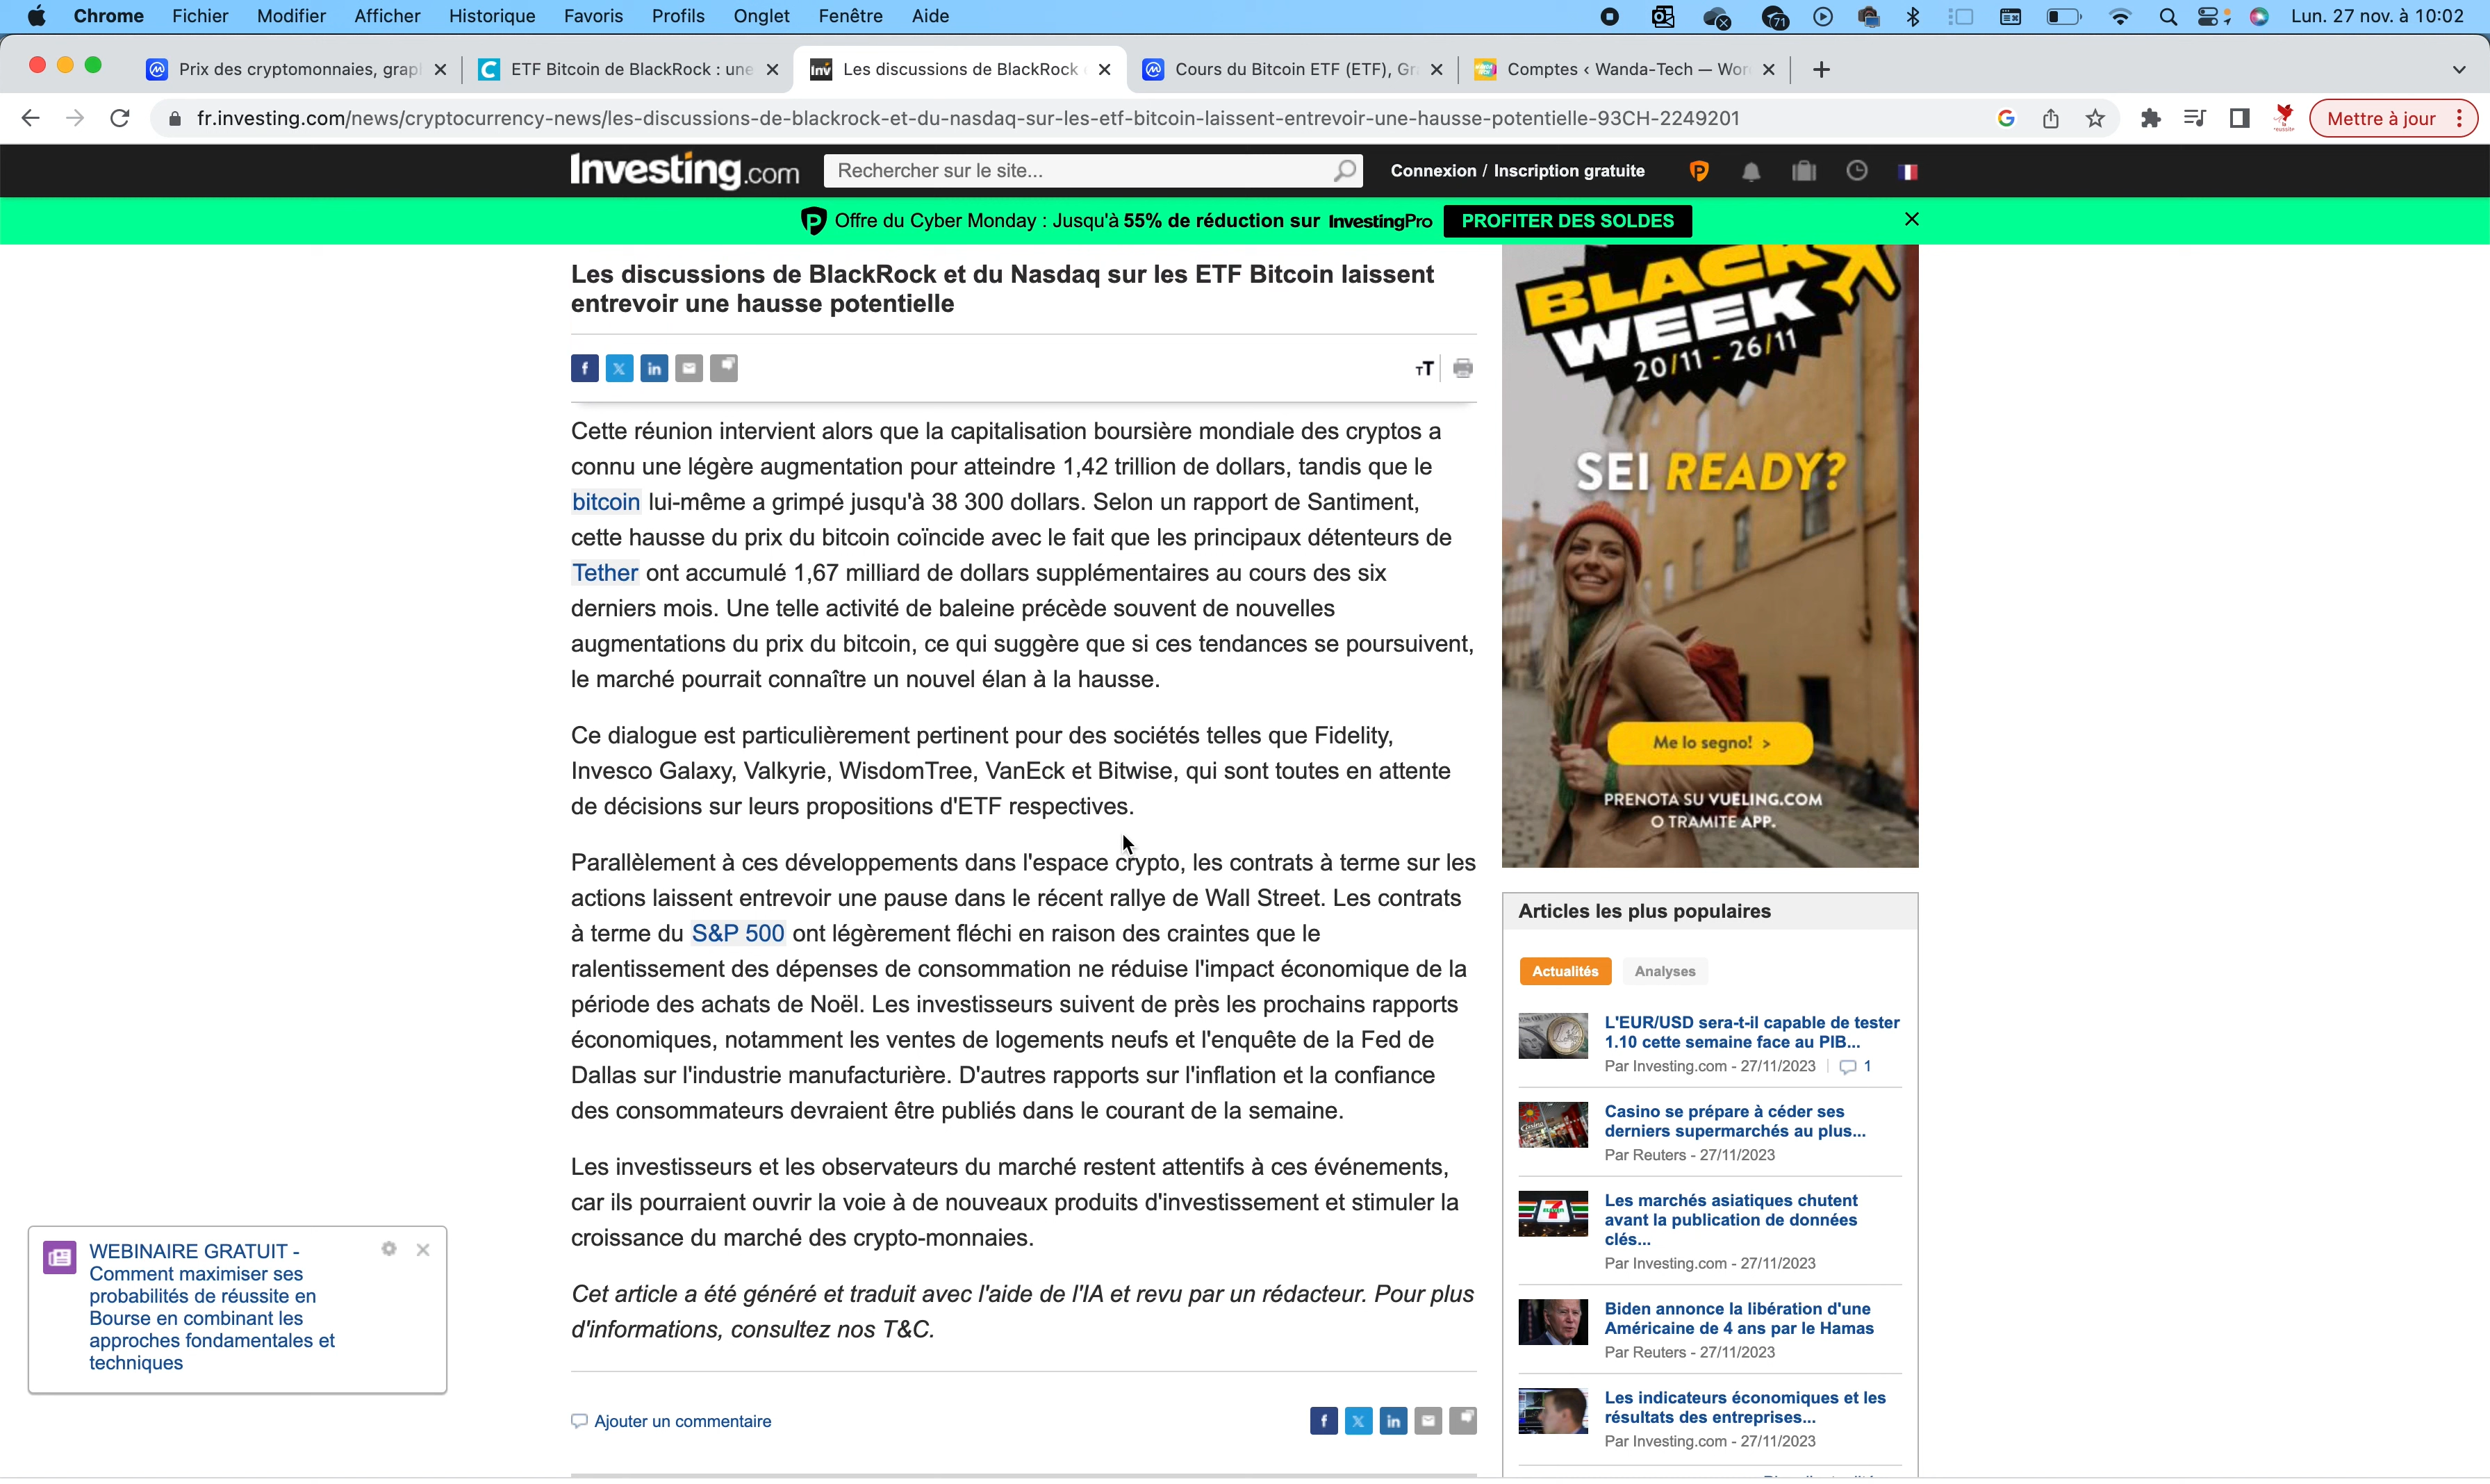 Chrome Fichier Modifier Afficher Historique Favoris Profils Onglet Fenêtre Aide
71
Lun. 27 nov. à 10:02
Prix des cryptomonnaies, grap
ETF Bitcoin de BlackRock : une
Inv Les discussions de BlackRock
Cours du Bitcoin ETF (ETF), Gr
Comptes ‹ Wanda-Tech — Wor
fr.investing.com/news/cryptocurrency-news/les-discussions-de-blackrock-et-du-nasdaq-sur-les-etf-bitcoin-laissent-entrevoir-une-hausse-potentielle-93CH-2249201
Mettre à jour
Investing.com
Rechercher sur le site...
Connexion / Inscription gratuite
Offre du Cyber Monday : Jusqu'à 55% de réduction sur InvestingPro
PROFITER DES SOLDES
Les discussions de BlackRock et du Nasdaq sur les ETF Bitcoin laissent
entrevoir une hausse potentielle
Cette réunion intervient alors que la capitalisation boursière mondiale des cryptos a
connu une légère augmentation pour atteindre 1,42 trillion de dollars, tandis que le
bitcoin lui-même a grimpé jusqu'à 38 300 dollars. Selon un rapport de Santiment,
cette hausse du prix du bitcoin coïncide avec le fait que les principaux détenteurs de
Tether ont accumulé 1,67 milliard de dollars supplémentaires au cours des six
derniers mois. Une telle activité de baleine précède souvent de nouvelles
augmentations du prix du bitcoin, ce qui suggère que si ces tendances se poursuivent,
le marché pourrait connaître un nouvel élan à la hausse.
Ce dialogue est particulièrement pertinent pour des sociétés telles que Fidelity,
Invesco Galaxy, Valkyrie, WisdomTree, VanEck et Bitwise, qui sont toutes en attente
de décisions sur leurs propositions d'ETF respectives.
Parallèlement à ces développements dans l'espace crypto, les contrats à terme sur les
actions laissent entrevoir une pause dans le récent rallye de Wall Street. Les contrats
à terme du S&P 500 ont légèrement fléchi en raison des craintes que le
ralentissement des dépenses de consommation ne réduise l'impact économique de la
période des achats de Noël. Les investisseurs suivent de près les prochains rapports
économiques, notamment les ventes de logements neufs et l'enquête de la Fed de
Dallas sur l'industrie manufacturière. D'autres rapports sur l'inflation et la confiance
des consommateurs devraient être publiés dans le courant de la semaine.
Les investisseurs et les observateurs du marché restent attentifs à ces événements,
car ils pourraient ouvrir la voie à de nouveaux produits d'investissement et stimuler la
croissance du marché des crypto-monnaies.
Cet article a été généré et traduit avec l'aide de l'IA et revu par un rédacteur. Pour plus
d'informations, consultez nos T&C.
Ajouter un commentaire
WEBINAIRE GRATUIT -
Comment maximiser ses
probabilités de réussite en
Bourse en combinant les
approches fondamentales et
techniques
BLACK
WEEK
20/11 - 26/11
SEI READY?
Me lo segno! >
PRENOTA SU VUELING.COM
O TRAMITE APP.
Articles les plus populaires
Actualités Analyses
L'EUR/USD sera-t-il capable de tester
1.10 cette semaine face au PIB...
Par Investing.com - 27/11/2023 1
Casino se prépare à céder ses
derniers supermarchés au plus...
Par Reuters - 27/11/2023
Les marchés asiatiques chutent
avant la publication de données
clés...
Par Investing.com - 27/11/2023
Biden annonce la libération d'une
Américaine de 4 ans par le Hamas
Par Reuters - 27/11/2023
Les indicateurs économiques et les
résultats des entreprises...
Par Investing.com - 27/11/2023